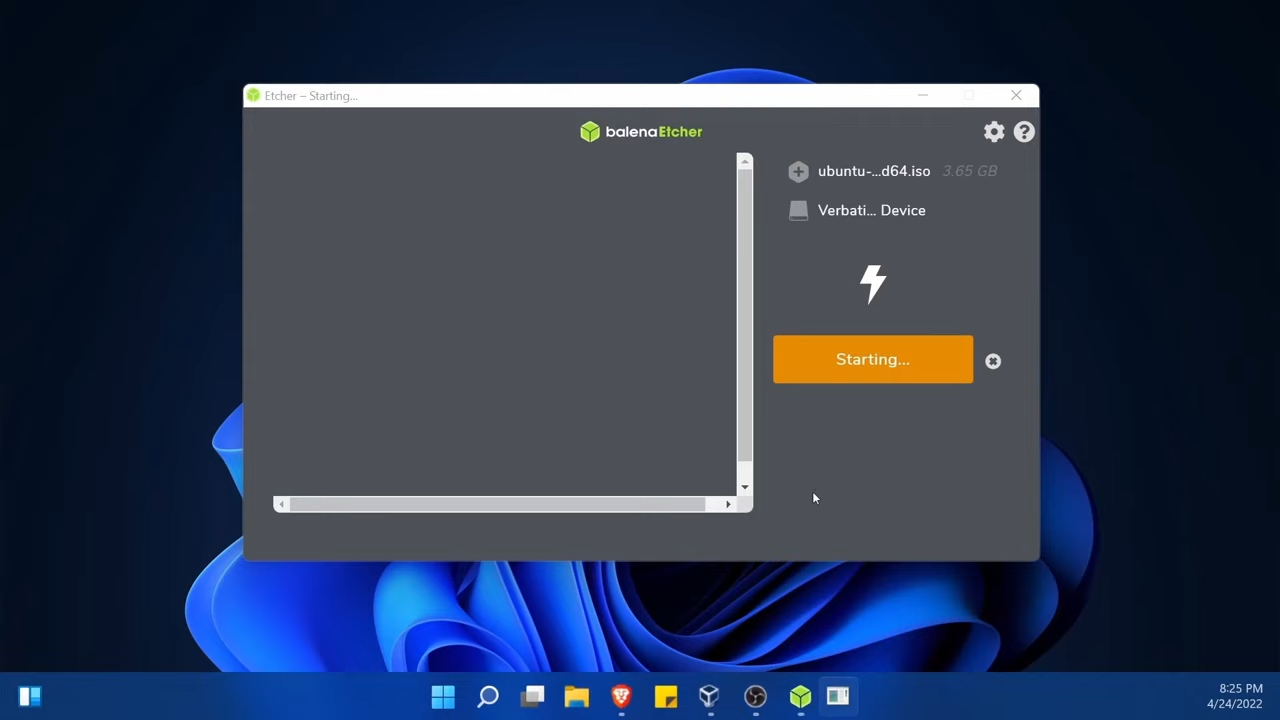 Etcher – Starting...
balenaEtcher
ubuntu-...d64.iso 3.65 GB
Verbati... Device
Starting...
8:25 PM
4/24/2022